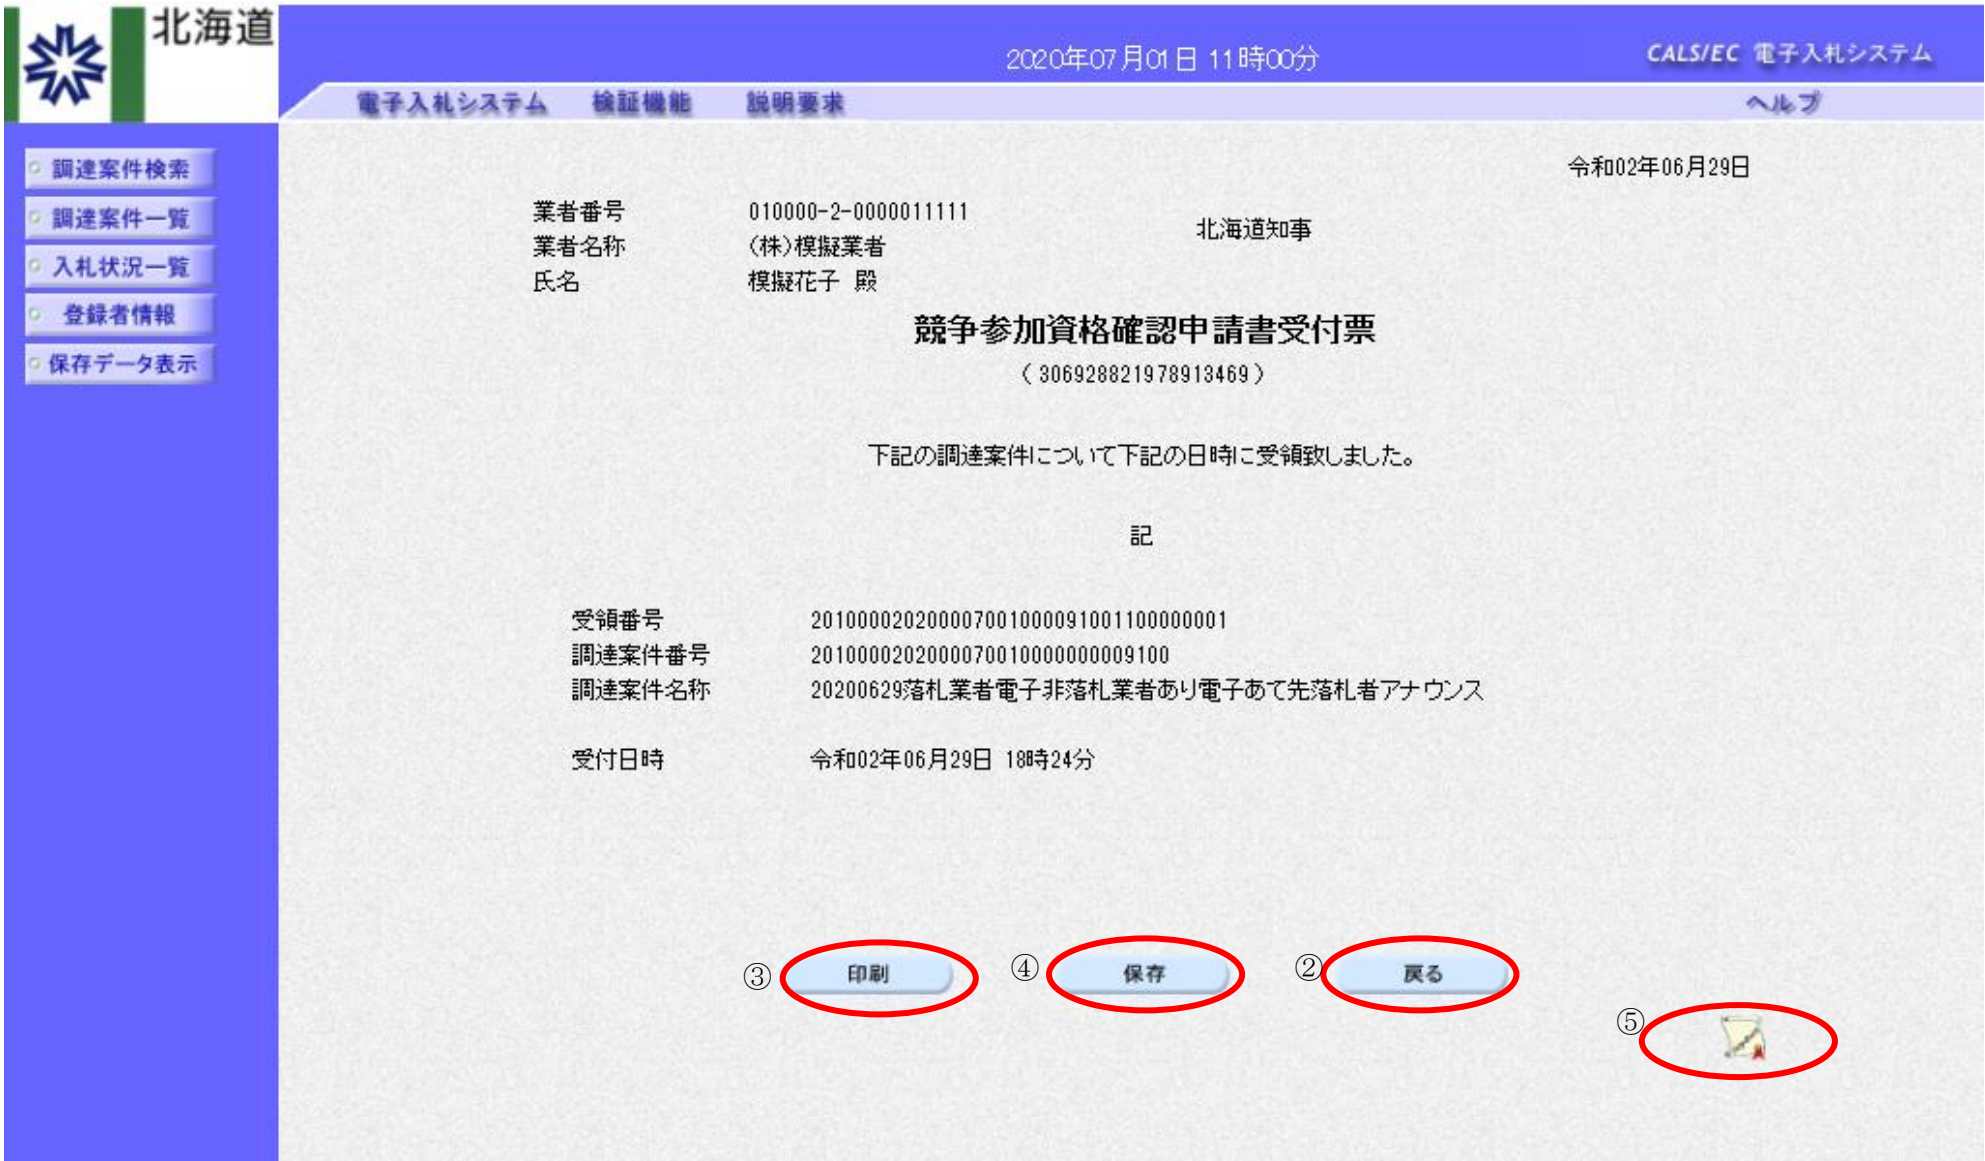 北海道
2020年07月01日 11時00分
CALS/EC 電子入札システム
電子入札システム 検証機能 説明要求 ヘルプ
調達案件検索
調達案件一覧
入札状況一覧
登録者情報
保存データ表示
令和02年06月29日
業者番号 010000-2-0000011111
業者名称 (株)模擬業者
氏名 模擬花子 殿
北海道知事
競争参加資格確認申請書受付票
(306928821978913469)
下記の調達案件について下記の日時に受領致しました。
記
受領番号 20100002020000700100009100110000​0001
調達案件番号 2010000202000070010000000009100
調達案件名称 20200629落札業者電子非落札業者あり電子あて先落札者アナウンス
受付日時 令和02年06月29日 18時24分
③ 印刷 ④ 保存 ② 戻る
⑤